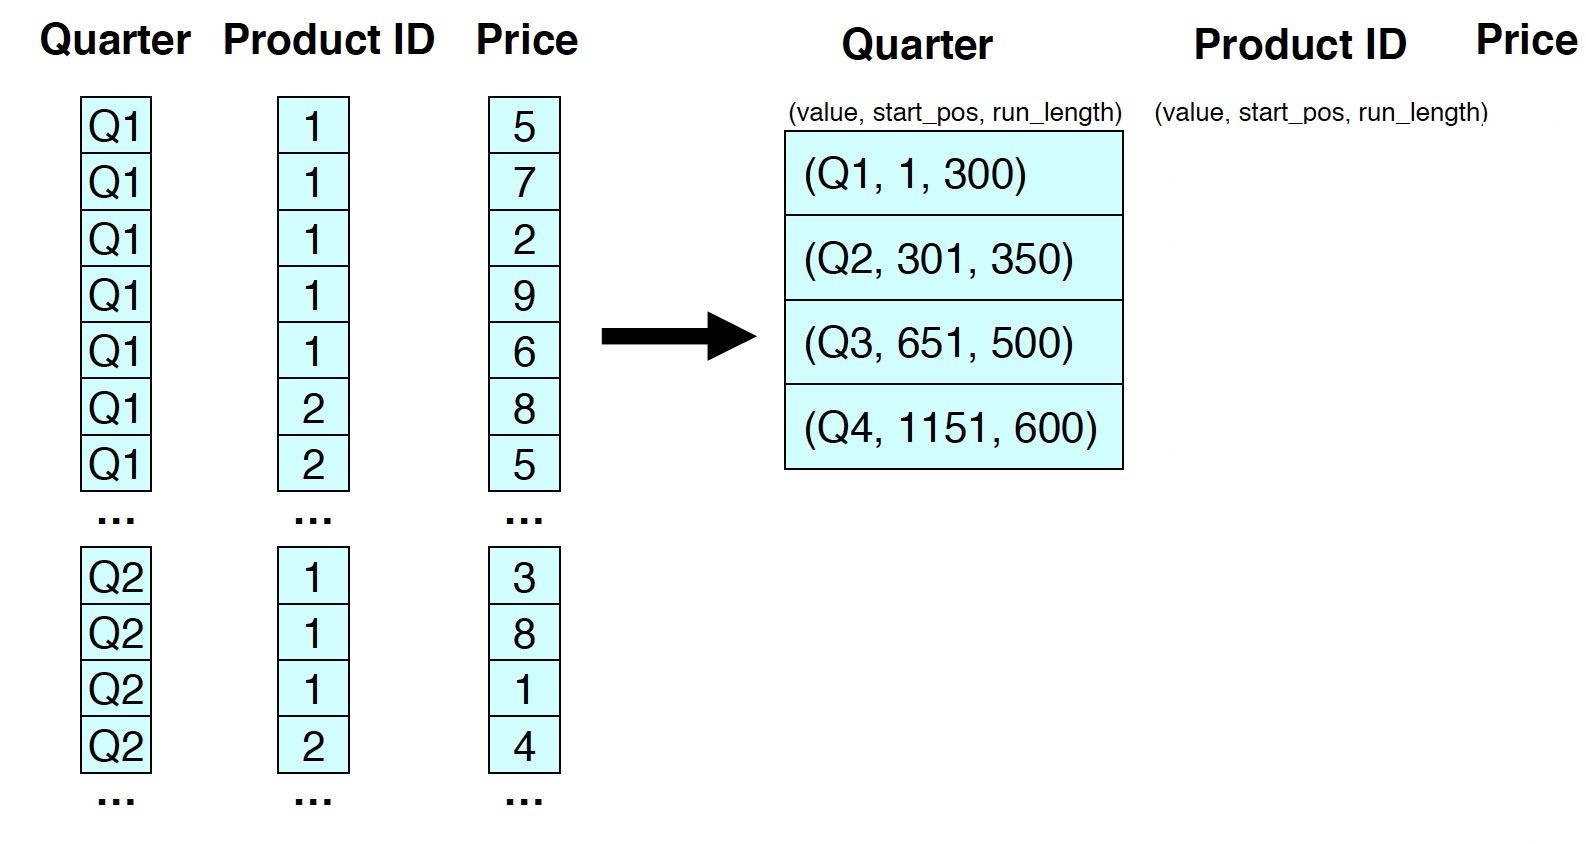 Quarter Product ID Price
Q1 1 5
Q1 1 7
Q1 1 2
Q1 1 9
Q1 1 6
Q1 2 8
Q1 2 5
... ... ...
Q2 1 3
Q2 1 8
Q2 1 1
Q2 2 4
... ... ...
Quarter Product ID Price
(value, start_pos, run_length) (value, start_pos, run_length)
(Q1, 1, 300)
(Q2, 301, 350)
(Q3, 651, 500)
(Q4, 1151, 600)